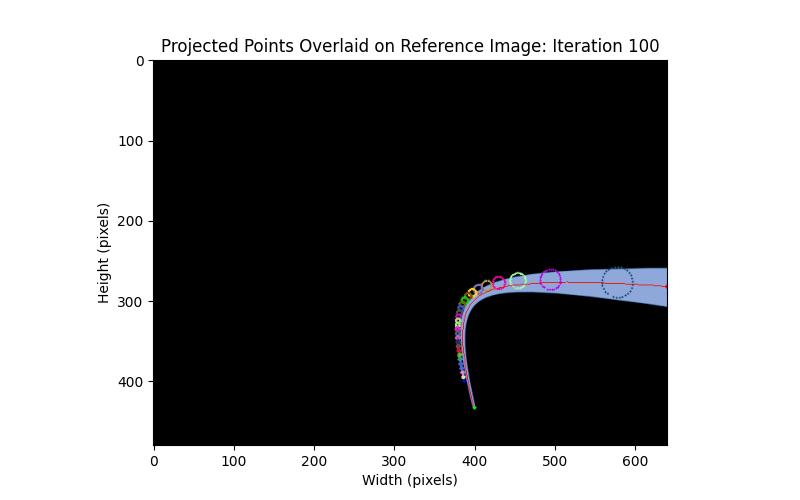 Projected Points Overlaid on Reference Image: Iteration 100
0
100
200
300
400
Height (pixels)
0 100 200 300 400 500 600
Width (pixels)